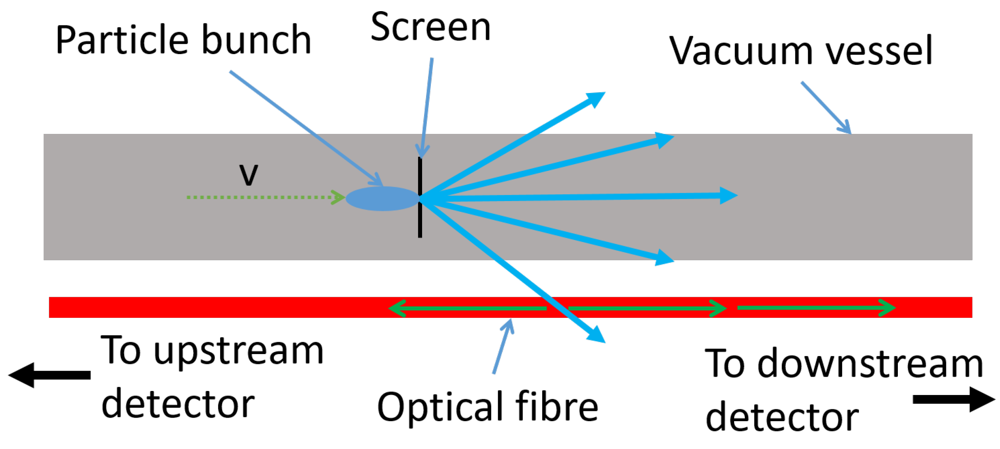 Screen
Particle bunch
Vacuum vessel
v
To upstream
detector
Optical fibre
To downstream
detector